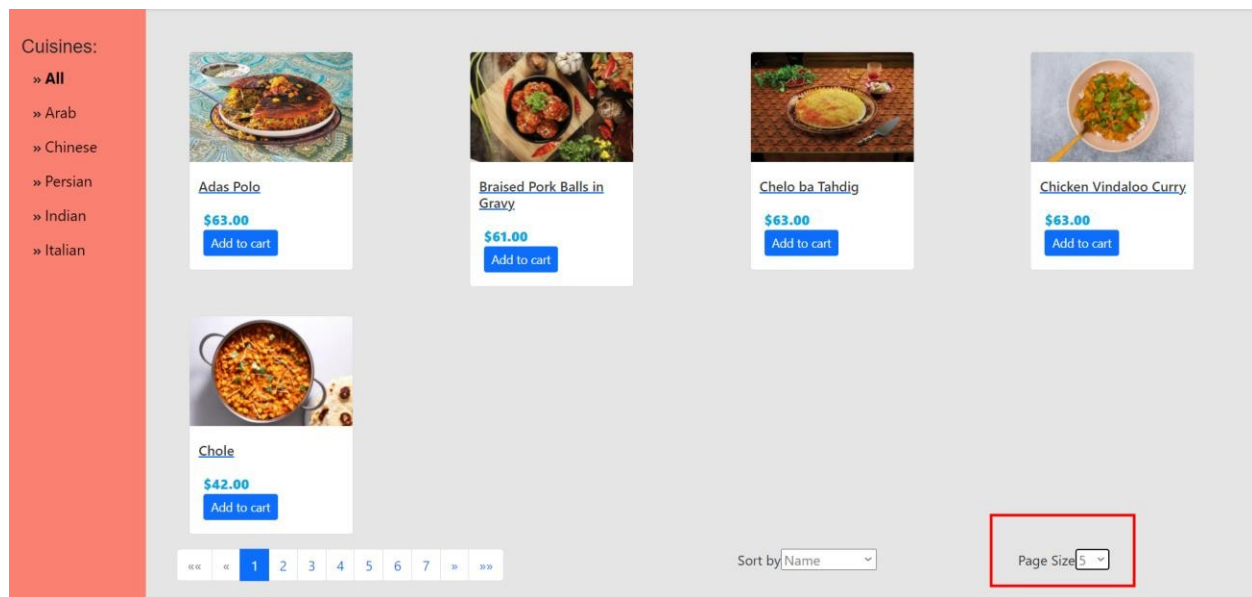 Cuisines:
» All
» Arab
» Chinese
» Persian
» Indian
» Italian
Adas Polo
$63.00
Add to cart
Braised Pork Balls in
Gravy
$61.00
Add to cart
Chelo ba Tahdig
$63.00
Add to cart
Chicken Vindaloo Curry
$63.00
Add to cart
Chole
$42.00
Add to cart
«« « 1 2 3 4 5 6 7 » »»
Sort by Name
Page Size 5